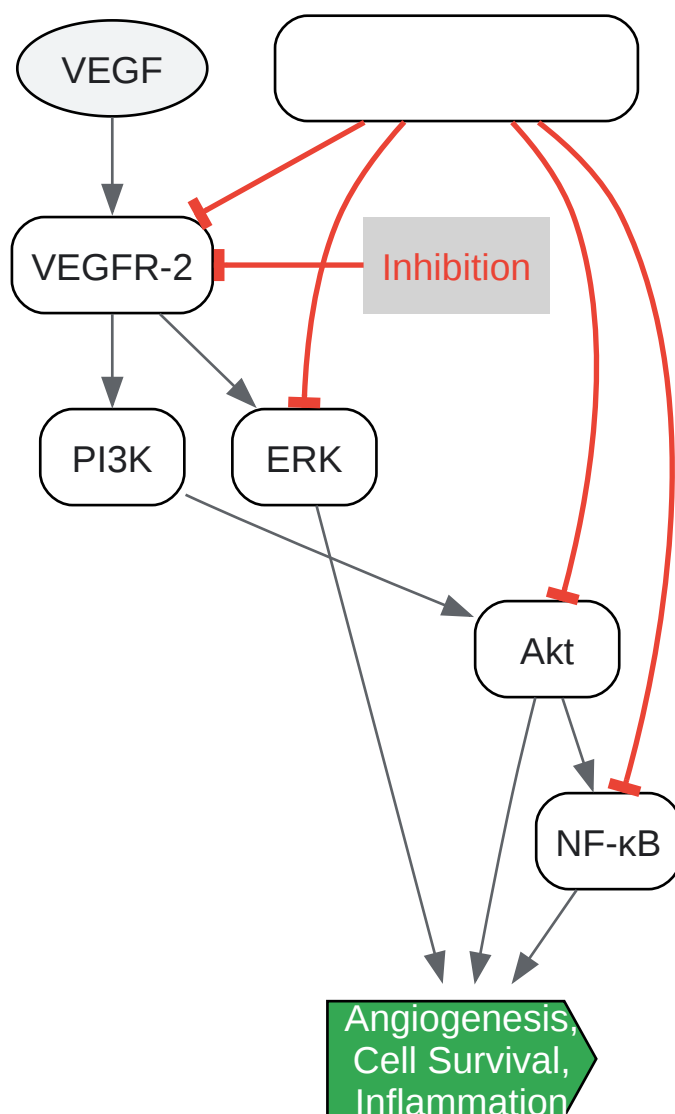 VEGF
VEGFR-2
Inhibition
PI3K
ERK
Akt
NF-κB
Angiogenesis,
Cell Survival,
Inflammation